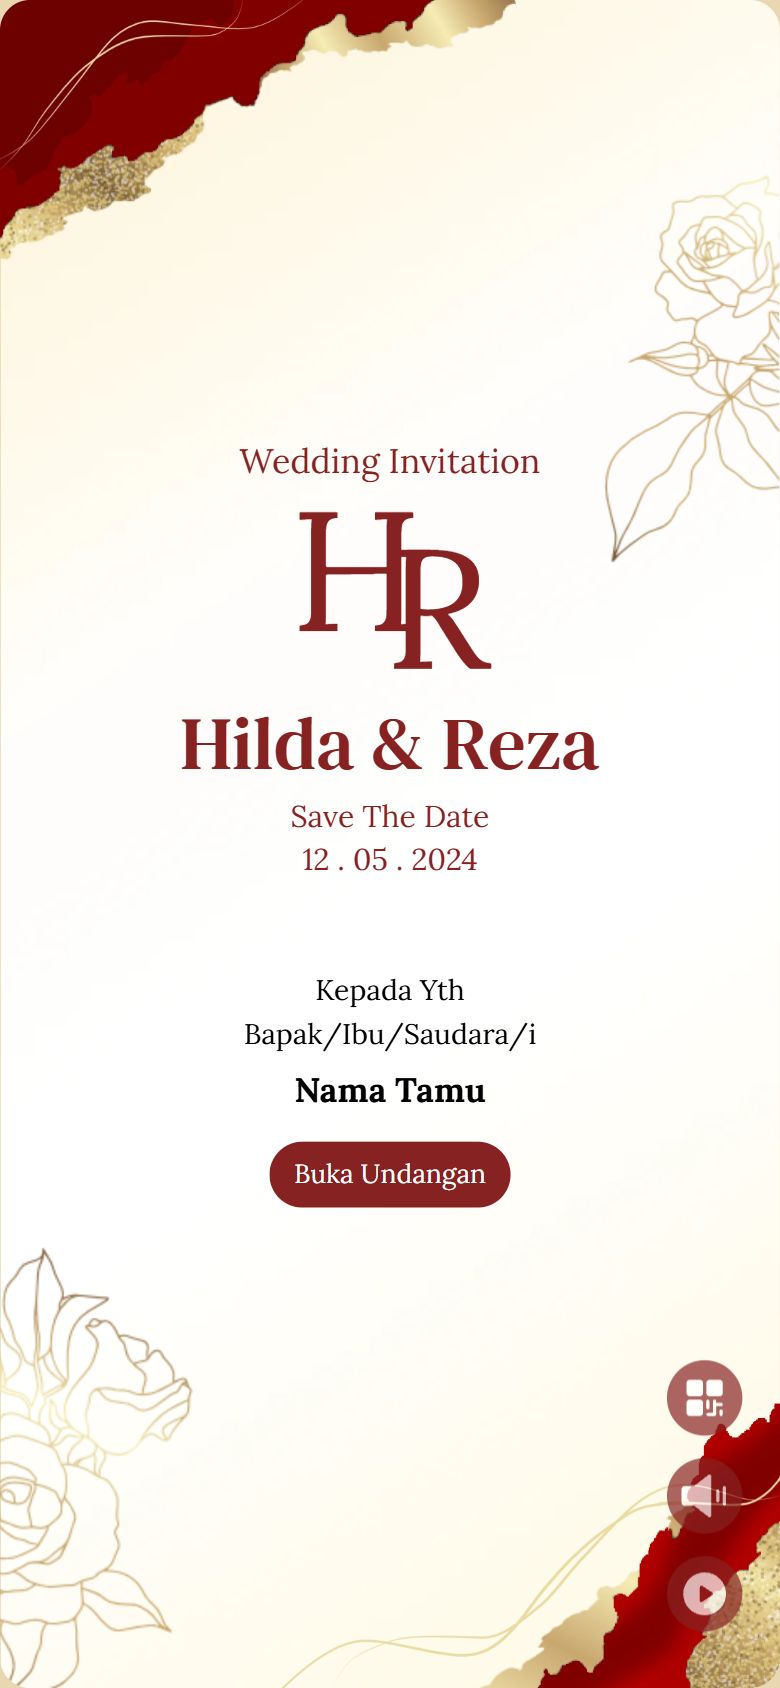 Wedding Invitation
HR
Hilda & Reza
Save The Date
12 . 05 . 2024
Kepada Yth
Bapak/Ibu/Saudara/i
Nama Tamu
Buka Undangan